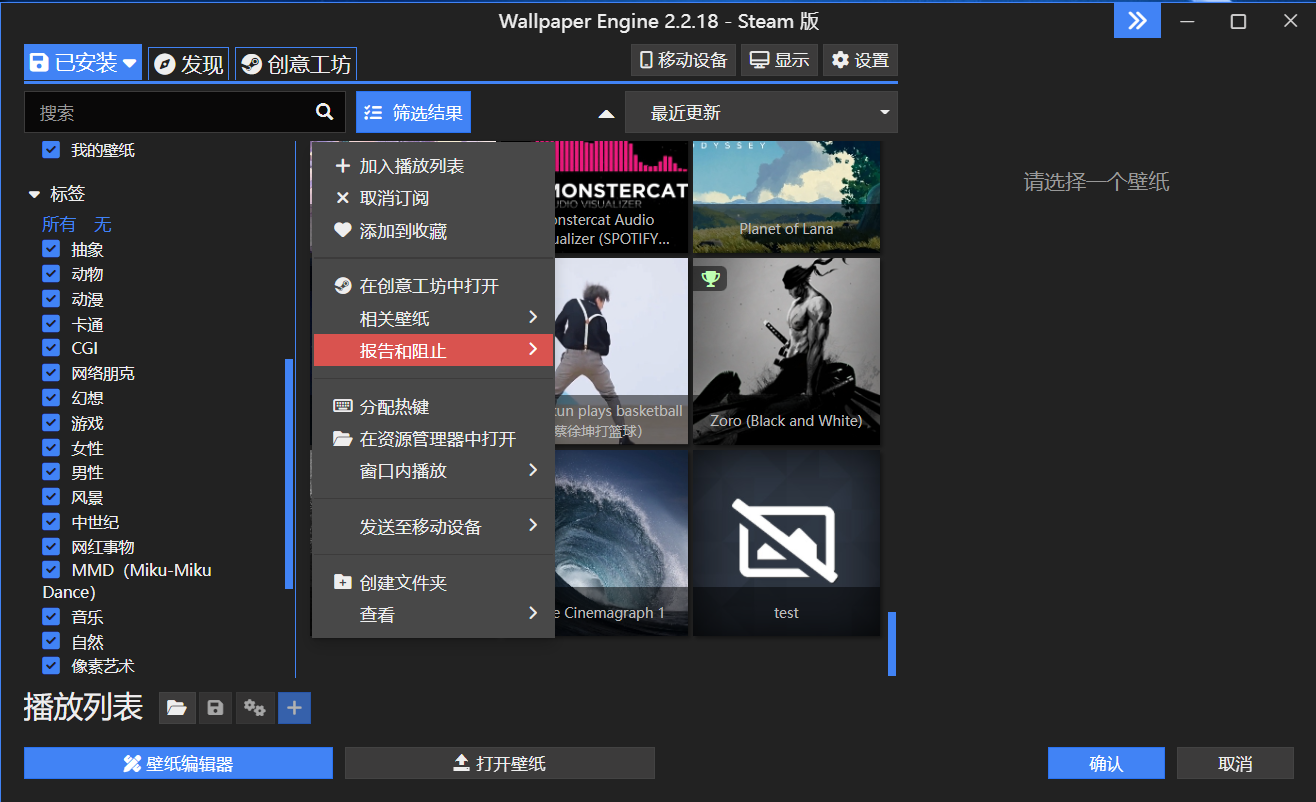 Wallpaper Engine 2.2.18 - Steam 版
已安装
发现
创意工坊
移动设备
显示
设置
搜索
筛选结果
最近更新
我的壁纸
标签
所有 无
抽象
动物
动漫
卡通
CGI
网络朋克
幻想
游戏
女性
男性
风景
中世纪
网红事物
MMD（Miku-Miku
Dance）
音乐
自然
像素艺术
加入播放列表
取消订阅
添加到收藏
在创意工坊中打开
相关壁纸
报告和阻止
分配热键
在资源管理器中打开
窗口内播放
发送至移动设备
创建文件夹
查看
MONSTERCAT
AUDIO VISUALIZER
onstercat Audio
ualizer (SPOTIFY...
ODYSSEY
Planet of Lana
kun plays basketball
蔡徐坤打篮球）
Zoro (Black and White)
e Cinemagraph 1
test
请选择一个壁纸
播放列表
壁纸编辑器
打开壁纸
确认
取消